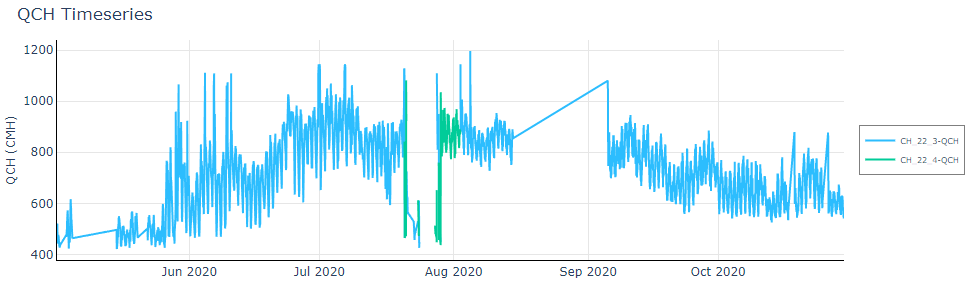 QCH Timeseries
QCH (CMH)
1200
1000
800
600
400
Jun 2020
Jul 2020
Aug 2020
Sep 2020
Oct 2020
CH_22_3-QCH
CH_22_4-QCH